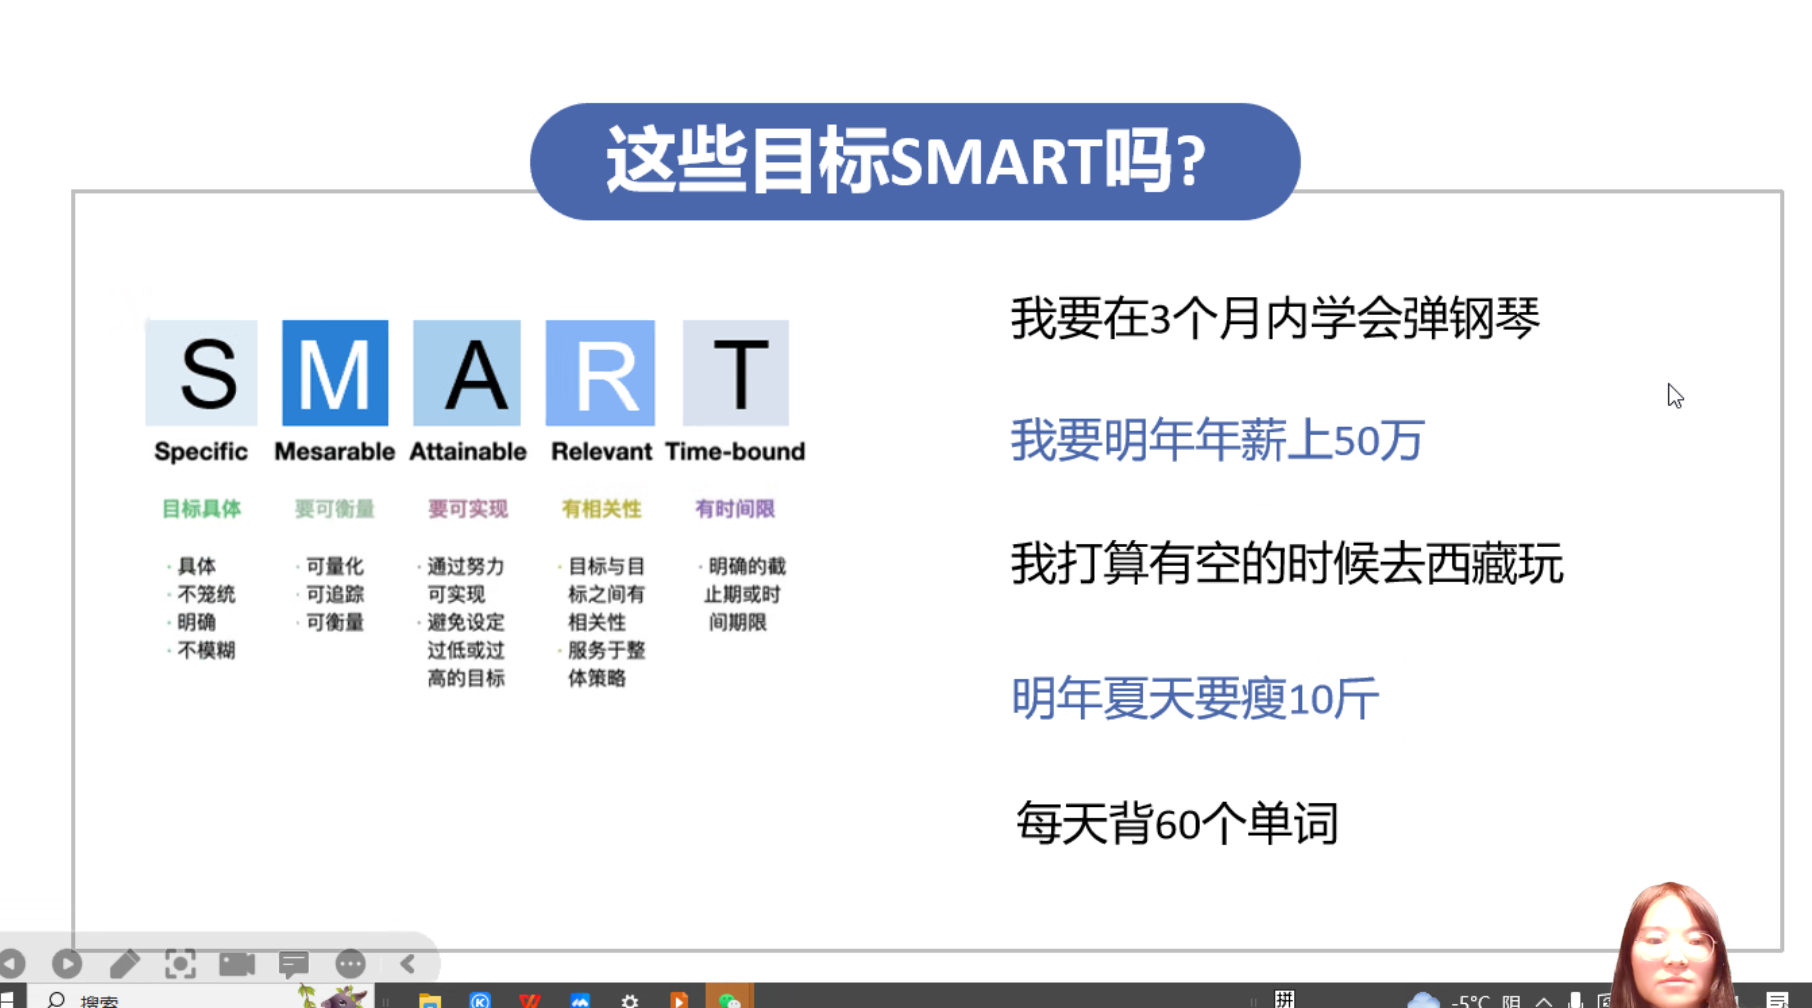 这些目标SMART吗?
S M A R T
Specific Mesarable Attainable Relevant Time-bound
目标具体 要可衡量 要可实现 有相关性 有时间限
· 具体
· 不笼统
· 明确
· 不模糊
· 可量化
· 可追踪
· 可衡量
· 通过努力
可实现
· 避免设定
过低或过
高的目标
· 目标与目
标之间有
相关性
· 服务于整
体策略
· 明确的截
止期或时
间期限
我要在3个月内学会弹钢琴
我要明年年薪上50万
我打算有空的时候去西藏玩
明年夏天要瘦10斤
每天背60个单词
搜索
拼
-5°C 阴